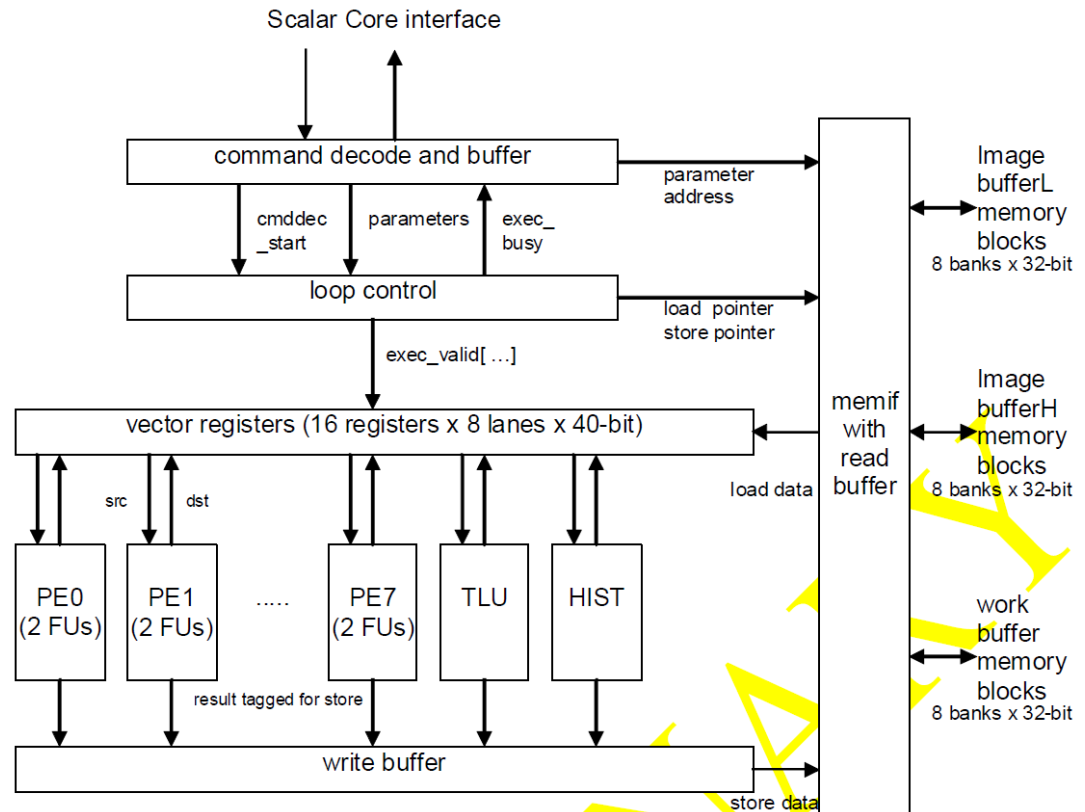 Scalar Core interface
command decode and buffer
parameter
address
cmddec
_start
parameters
exec_
busy
loop control
load pointer
store pointer
exec_valid[ ...]
vector registers (16 registers x 8 lanes x 40-bit)
src
dst
load data
PE0
(2 FUs)
PE1
(2 FUs)
.....
PE7
(2 FUs)
TLU
HIST
result tagged for store
write buffer
store data
memif
with
read
buffer
Image
bufferL
memory
blocks
8 banks x 32-bit
Image
bufferH
memory
blocks
8 banks x 32-bit
work
buffer
memory
blocks
8 banks x 32-bit